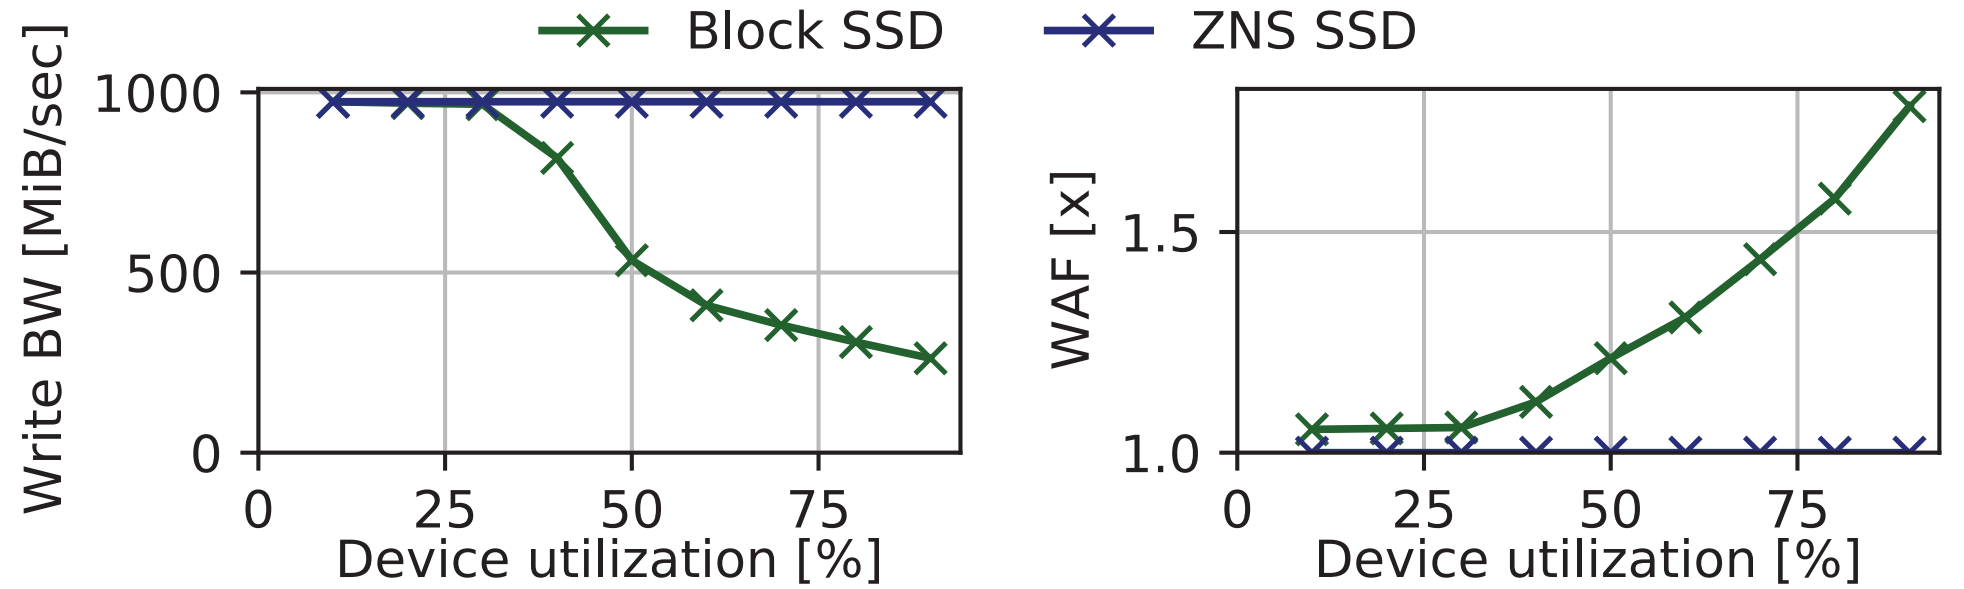 Block SSD
ZNS SSD
Write BW [MiB/sec]
1000
500
0
0 25 50 75
Device utilization [%]
WAF [x]
1.5
1.0
0 25 50 75
Device utilization [%]